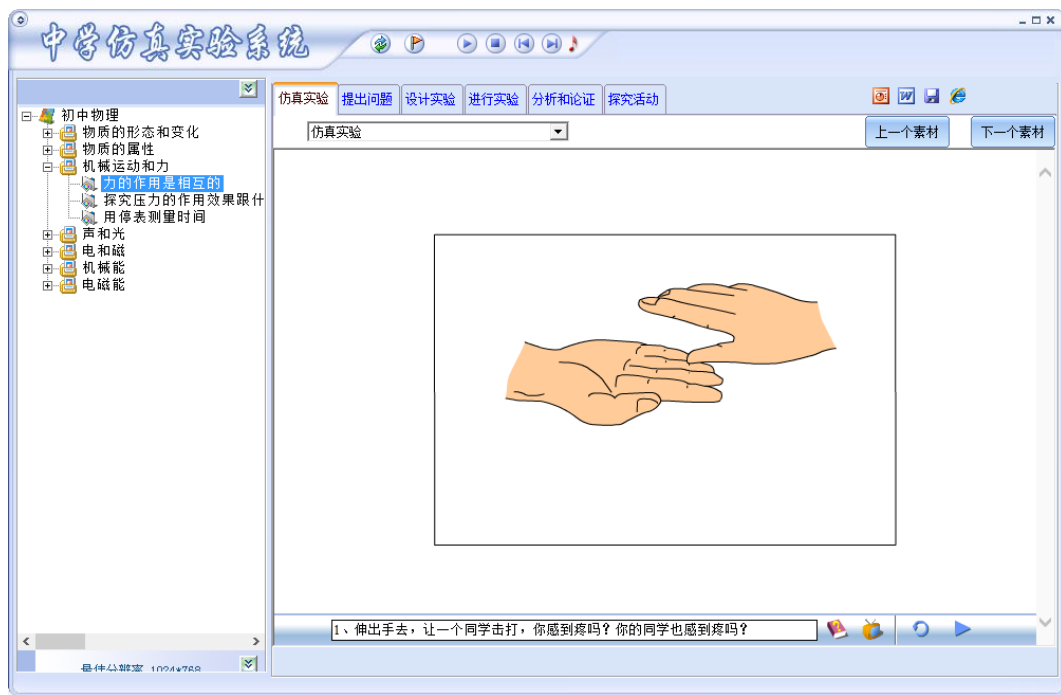 中学仿真实验系统
初中物理
物质的形态和变化
物质的属性
机械运动和力
力的作用是相互的
探究压力的作用效果跟什
用停表测量时间
声和光
电和磁
机械能
电磁能
最佳分辨率 1024*768
仿真实验
提出问题
设计实验
进行实验
分析和论证
探究活动
仿真实验
上一个素材
下一个素材
1、伸出手去，让一个同学击打，你感到疼吗？你的同学也感到疼吗？